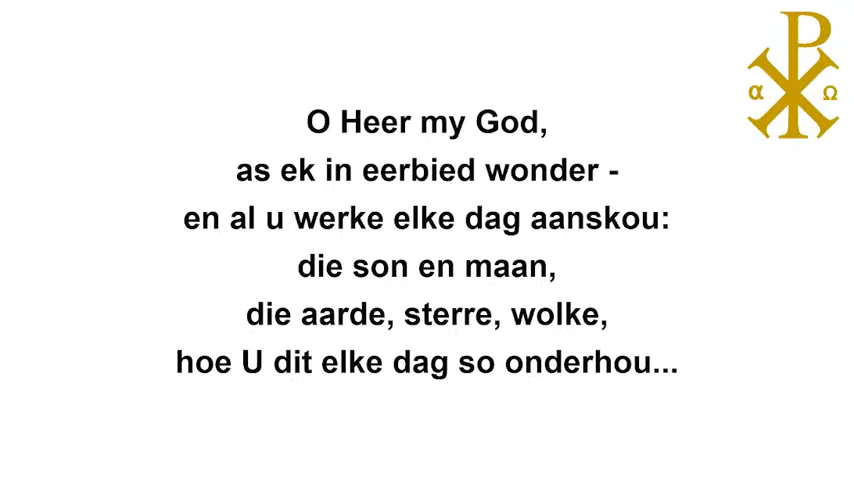 O Heer my God,
as ek in eerbied wonder -
en al u werke elke dag aanskou:
die son en maan,
die aarde, sterre, wolke,
hoe U dit elke dag so onderhou...
α Ω